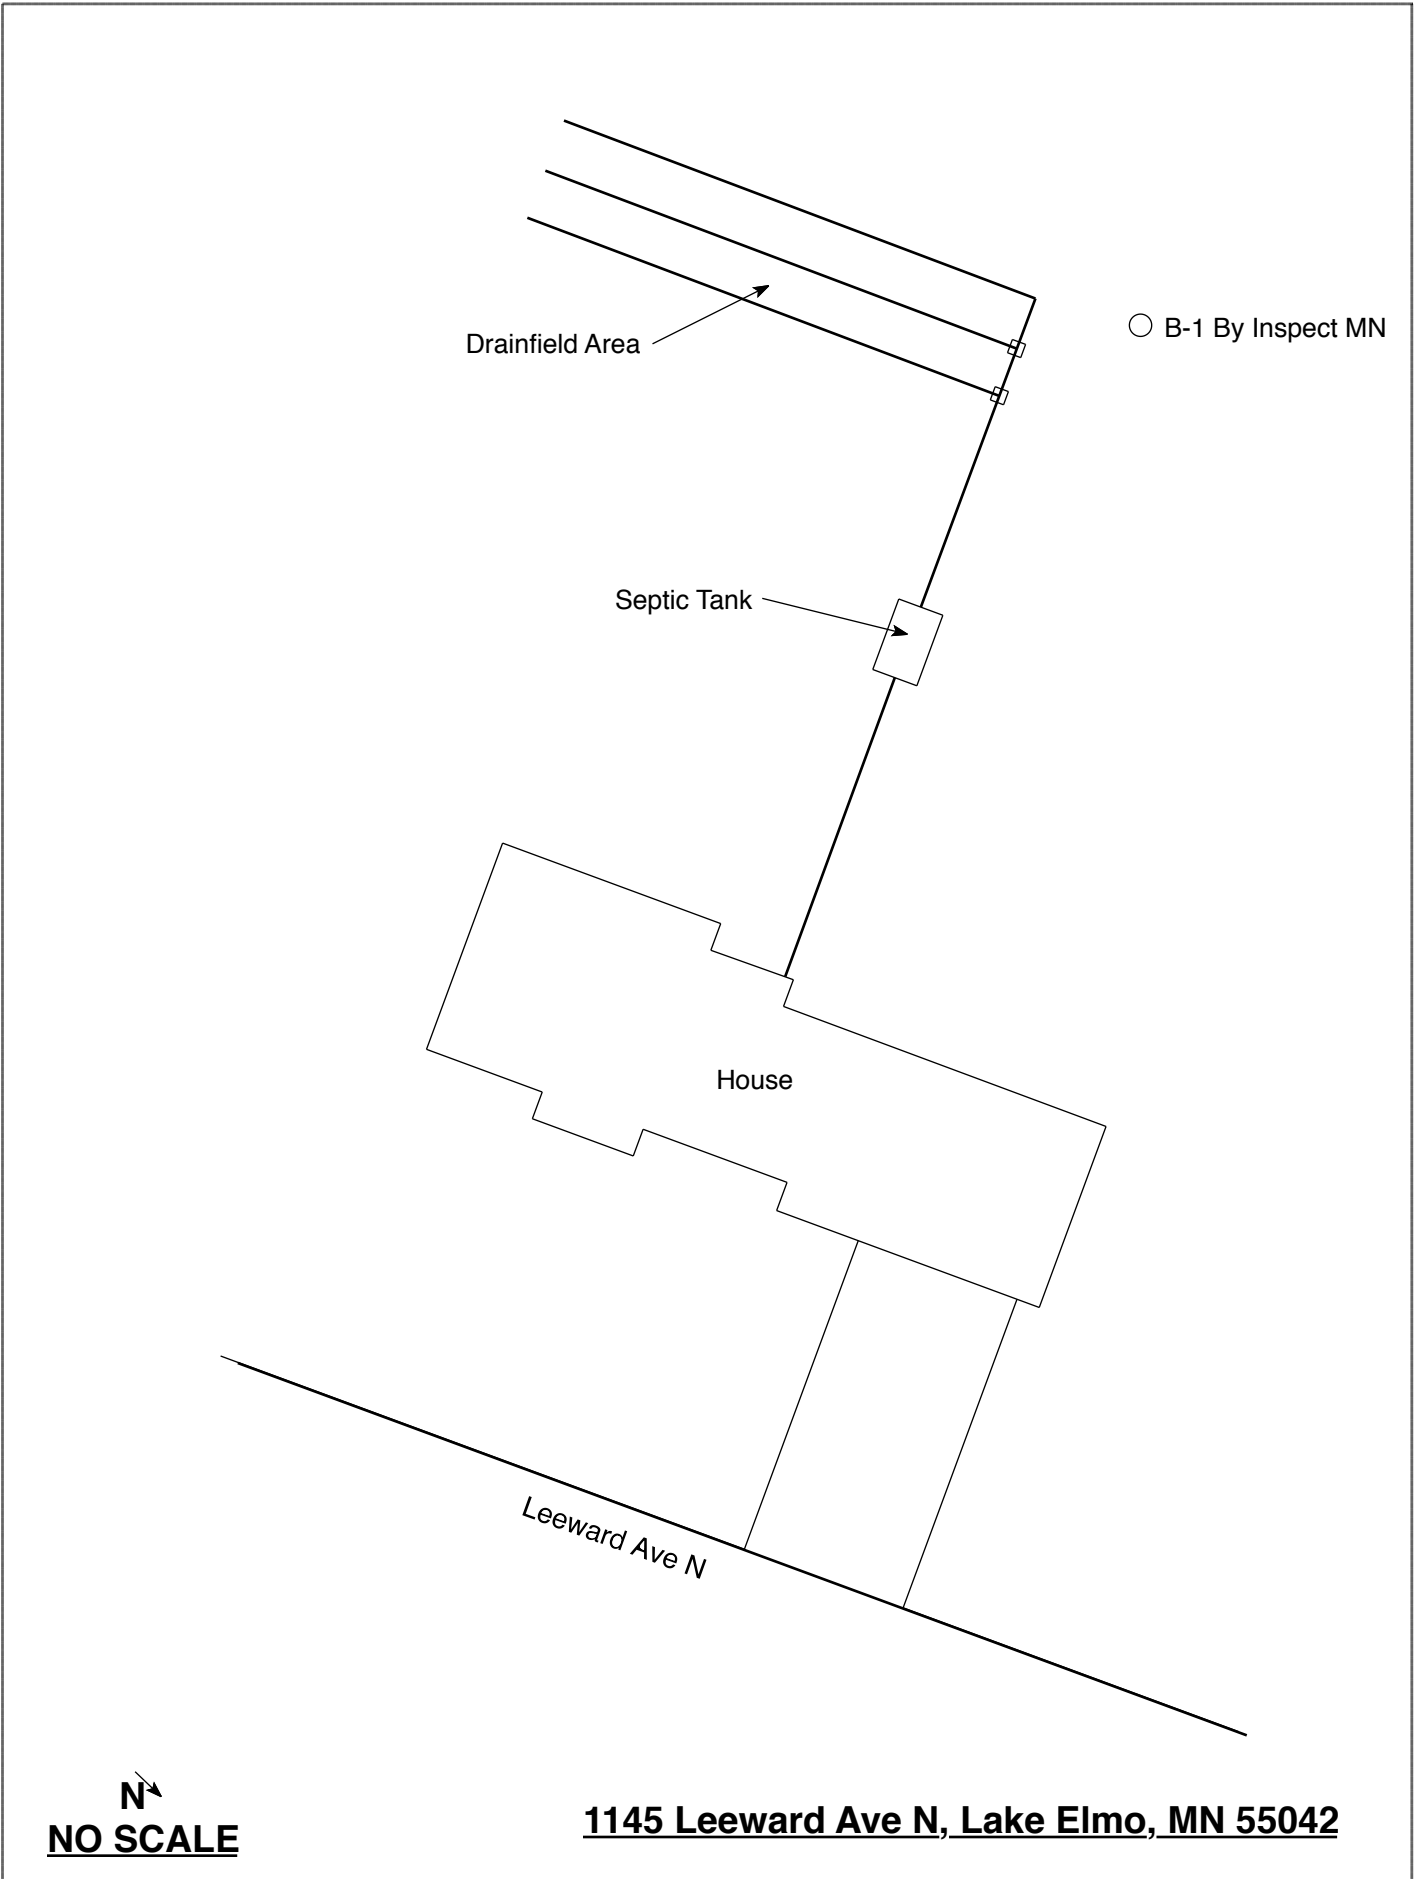 B-1 By Inspect MN
Drainfield Area
Septic Tank
House
Leeward Ave N
N
NO SCALE
1145 Leeward Ave N, Lake Elmo, MN 55042